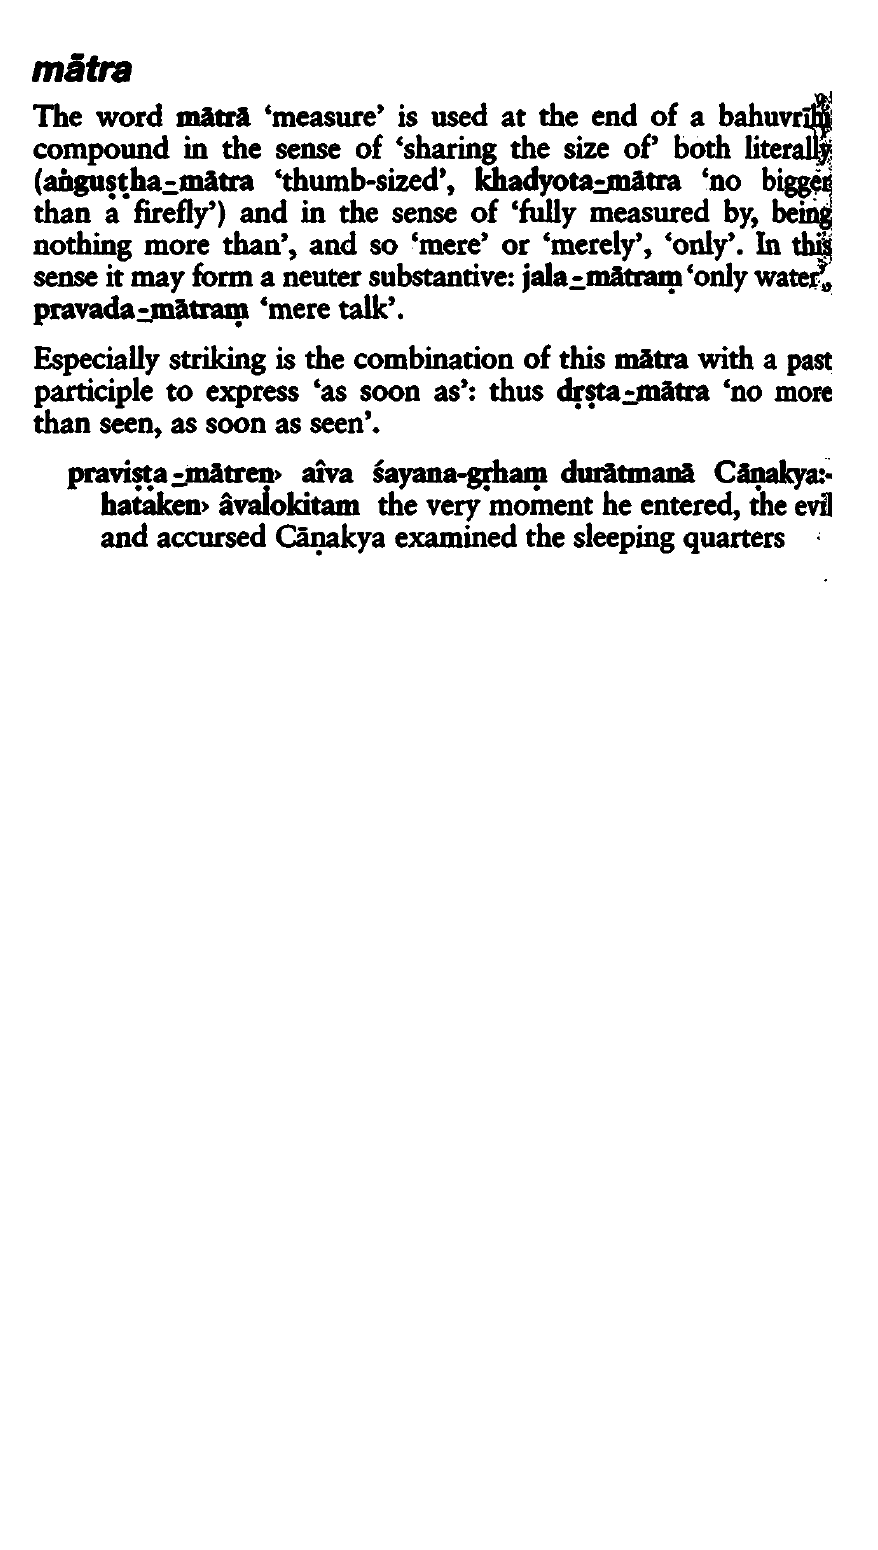 mātra
The word mātrā ‘measure’ is used at the end of a bahuvrīhi
compound in the sense of ‘sharing the size of’ both literally
(aṅguṣṭha-mātra ‘thumb-sized’, khadyota-mātra ‘no bigger
than a firefly’) and in the sense of ‘fully measured by, being
nothing more than’, and so ‘mere’ or ‘merely’, ‘only’. In this
sense it may form a neuter substantive: jala-mātraṃ ‘only water’,
pravada-mātraṃ ‘mere talk’.
Especially striking is the combination of this mātra with a past
participle to express ‘as soon as’: thus dṛṣṭa-mātra ‘no more
than seen, as soon as seen’.
praviṣṭa-mātreṇ› aîva śayana-gṛhaṃ durātmanā Cāṇakya:-
hataken› âvalokitam the very moment he entered, the evil
and accursed Cāṇakya examined the sleeping quarters